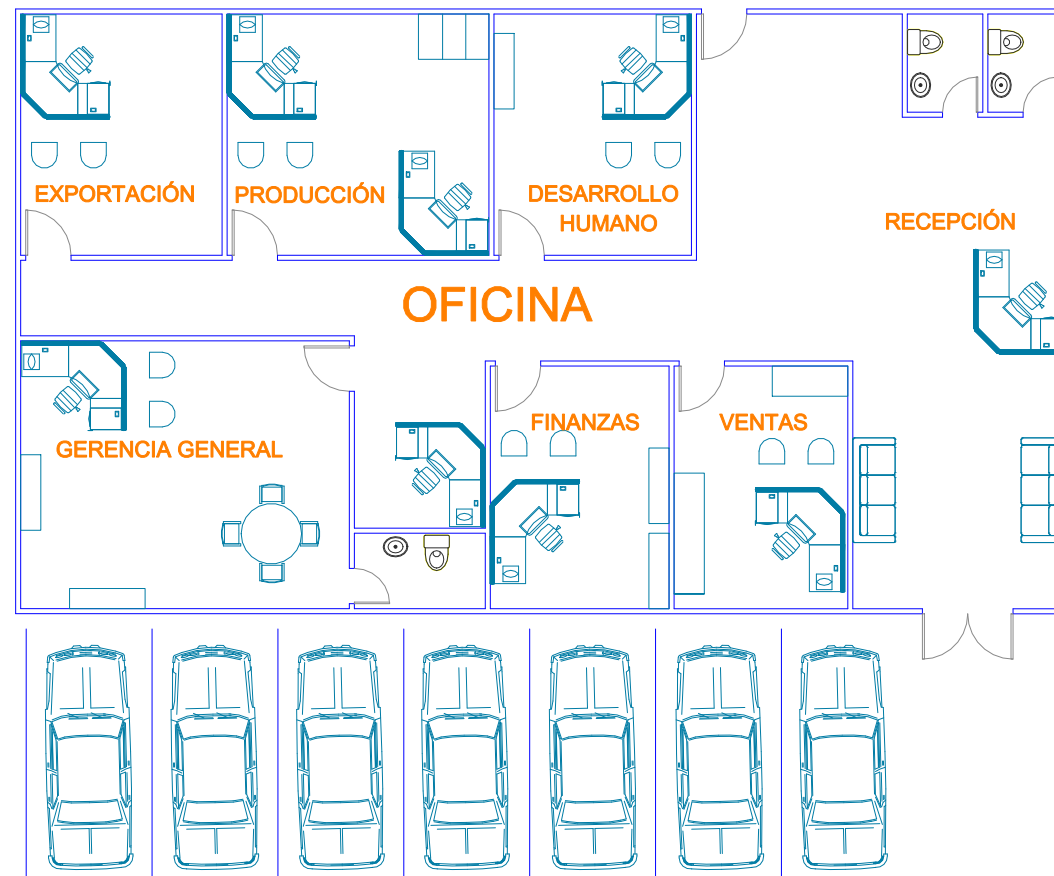 EXPORTACIÓN
PRODUCCIÓN
DESARROLLO
HUMANO
RECEPCIÓN
OFICINA
GERENCIA GENERAL
FINANZAS
VENTAS